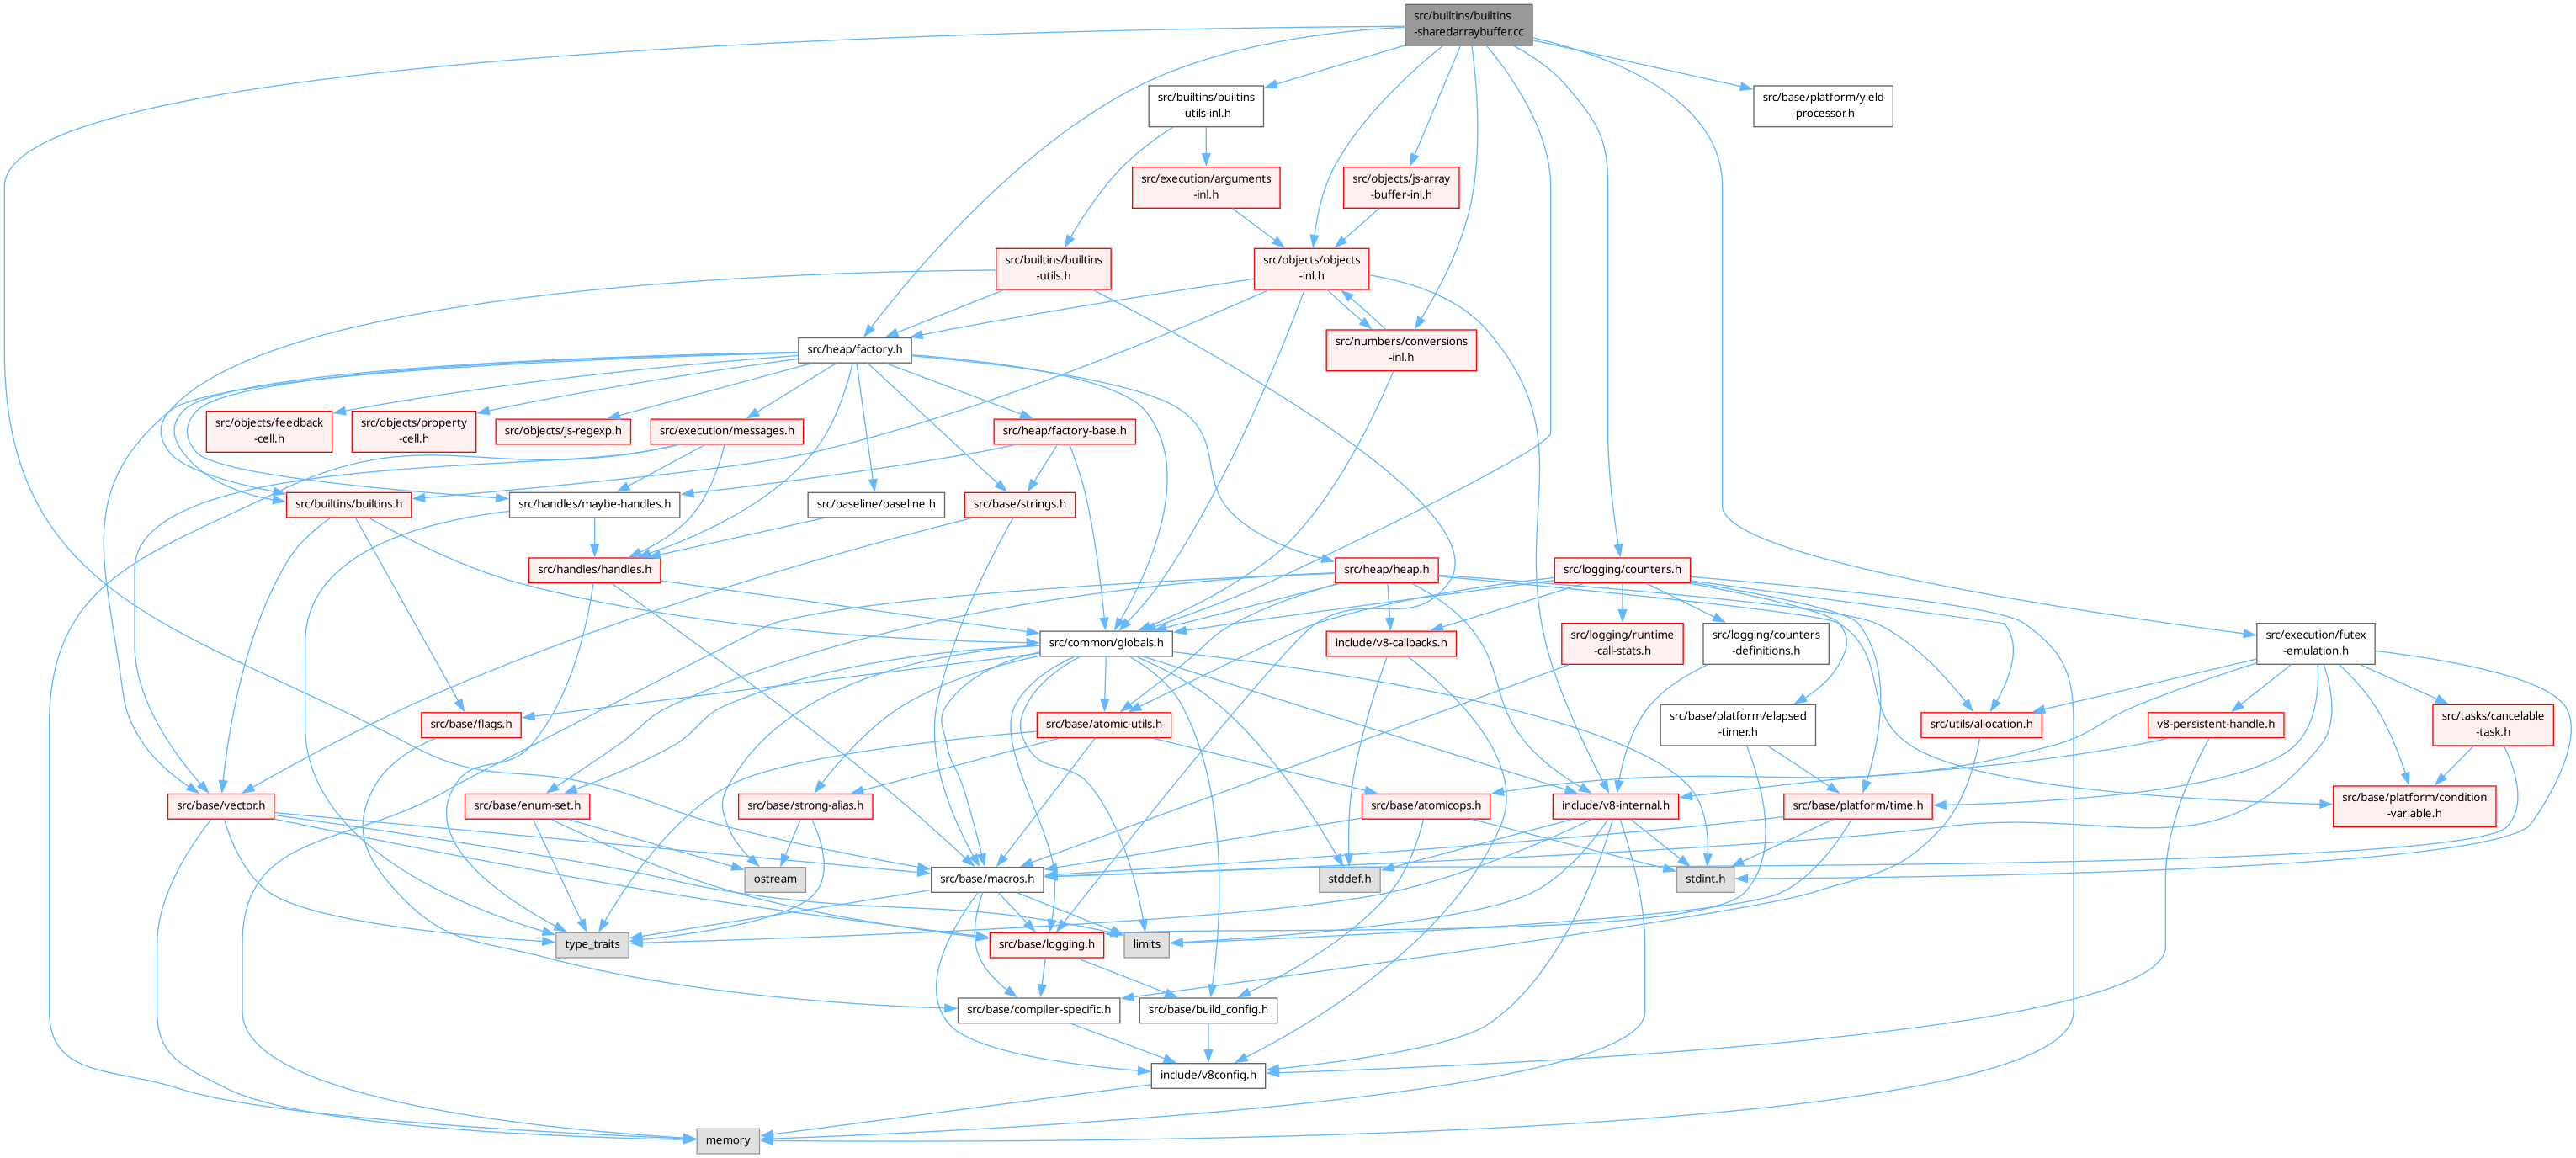 src/builtins/builtins
-sharedarraybuffer.cc
src/builtins/builtins
-utils-inl.h
src/base/platform/yield
-processor.h
src/execution/arguments
-inl.h
src/objects/js-array
-buffer-inl.h
src/builtins/builtins
-utils.h
src/objects/objects
-inl.h
src/heap/factory.h
src/numbers/conversions
-inl.h
src/objects/feedback
-cell.h
src/objects/property
-cell.h
src/objects/js-regexp.h
src/execution/messages.h
src/heap/factory-base.h
src/builtins/builtins.h
src/handles/maybe-handles.h
src/baseline/baseline.h
src/base/strings.h
src/handles/handles.h
src/heap/heap.h
src/logging/counters.h
src/common/globals.h
include/v8-callbacks.h
src/logging/runtime
-call-stats.h
src/logging/counters
-definitions.h
src/execution/futex
-emulation.h
src/base/flags.h
src/base/atomic-utils.h
src/base/platform/elapsed
-timer.h
src/utils/allocation.h
v8-persistent-handle.h
src/tasks/cancelable
-task.h
src/base/vector.h
src/base/enum-set.h
src/base/strong-alias.h
src/base/atomicops.h
include/v8-internal.h
src/base/platform/time.h
src/base/platform/condition
-variable.h
ostream
src/base/macros.h
stddef.h
stdint.h
type_traits
src/base/logging.h
limits
src/base/compiler-specific.h
src/base/build_config.h
include/v8config.h
memory